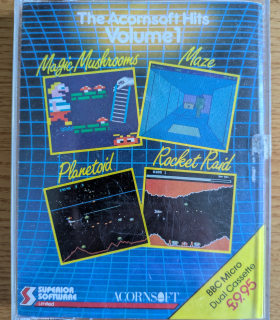 The Acornsoft Hits
Volume 1
Magic Mushrooms
Maze
Planetoid
Rocket Raid
SUPERIOR
SOFTWARE
Limited
ACORNSOFT
BBC Micro
Dual Cassette
£9.95